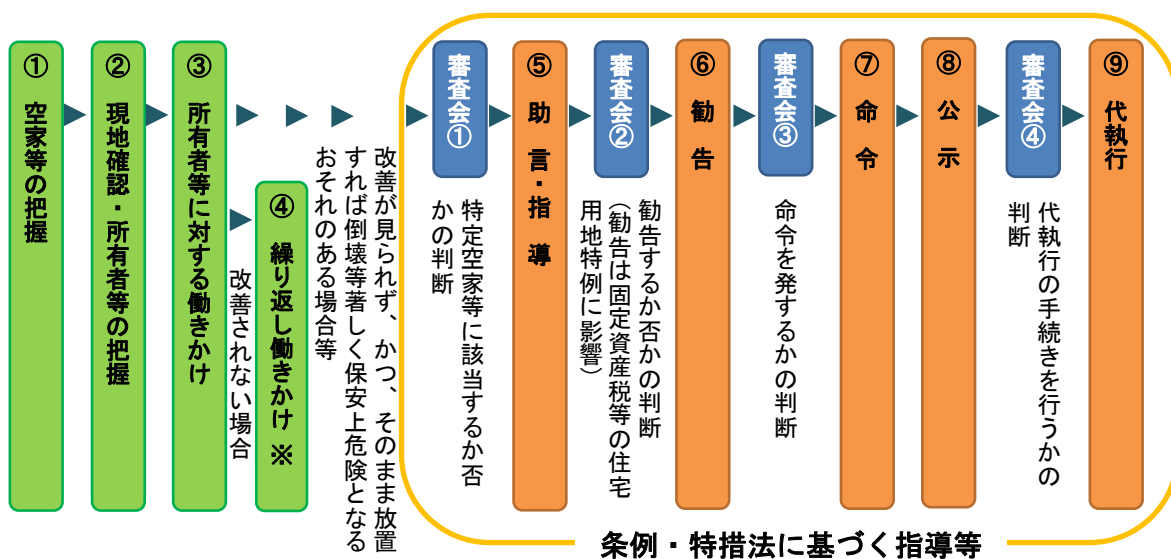 ① 空家等の把握
② 現地確認・所有者等の把握
③ 所有者等に対する働きかけ
改善されない場合
④ 繰り返し働きかけ ※
改善が見られず、かつ、そのまま放置
すれば倒壊等著しく保安上危険となる
おそれのある場合等
審査会①
特定空家等に該当するか否
かの判断
⑤ 助言・指導
審査会②
勧告するか否かの判断
(勧告は固定資産税等の住宅
用地特例に影響)
⑥ 勧告
審査会③
命令を発するかの判断
⑦ 命令
⑧ 公示
審査会④
代執行の手続きを行うかの
判断
⑨ 代執行
条例・特措法に基づく指導等